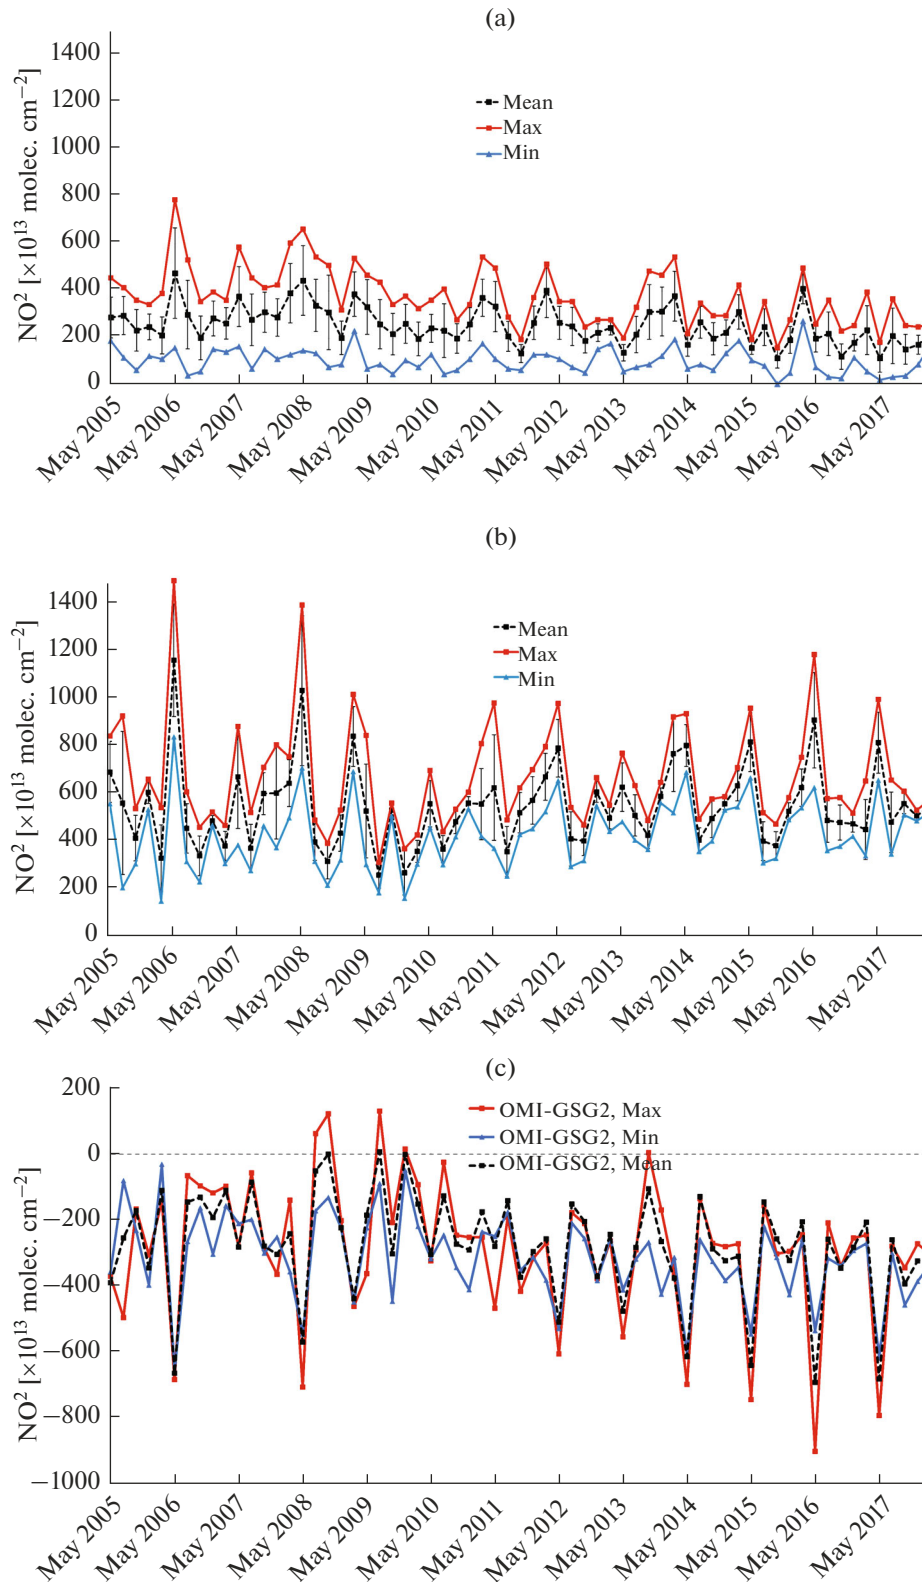 (a)
1400
1200
1000
800
600
400
200
0
NO² [×10¹³ molec. cm⁻²]
Mean
Max
Min
May 2005
May 2006
May 2007
May 2008
May 2009
May 2010
May 2011
May 2012
May 2013
May 2014
May 2015
May 2016
May 2017
(b)
1400
1200
1000
800
600
400
200
0
NO² [×10¹³ molec. cm⁻²]
Mean
Max
Min
May 2005
May 2006
May 2007
May 2008
May 2009
May 2010
May 2011
May 2012
May 2013
May 2014
May 2015
May 2016
May 2017
(c)
200
0
−200
−400
−600
−800
−1000
NO² [×10¹³ molec. cm⁻²]
OMI-GSG2, Max
OMI-GSG2, Min
OMI-GSG2, Mean
May 2005
May 2006
May 2007
May 2008
May 2009
May 2010
May 2011
May 2012
May 2013
May 2014
May 2015
May 2016
May 2017